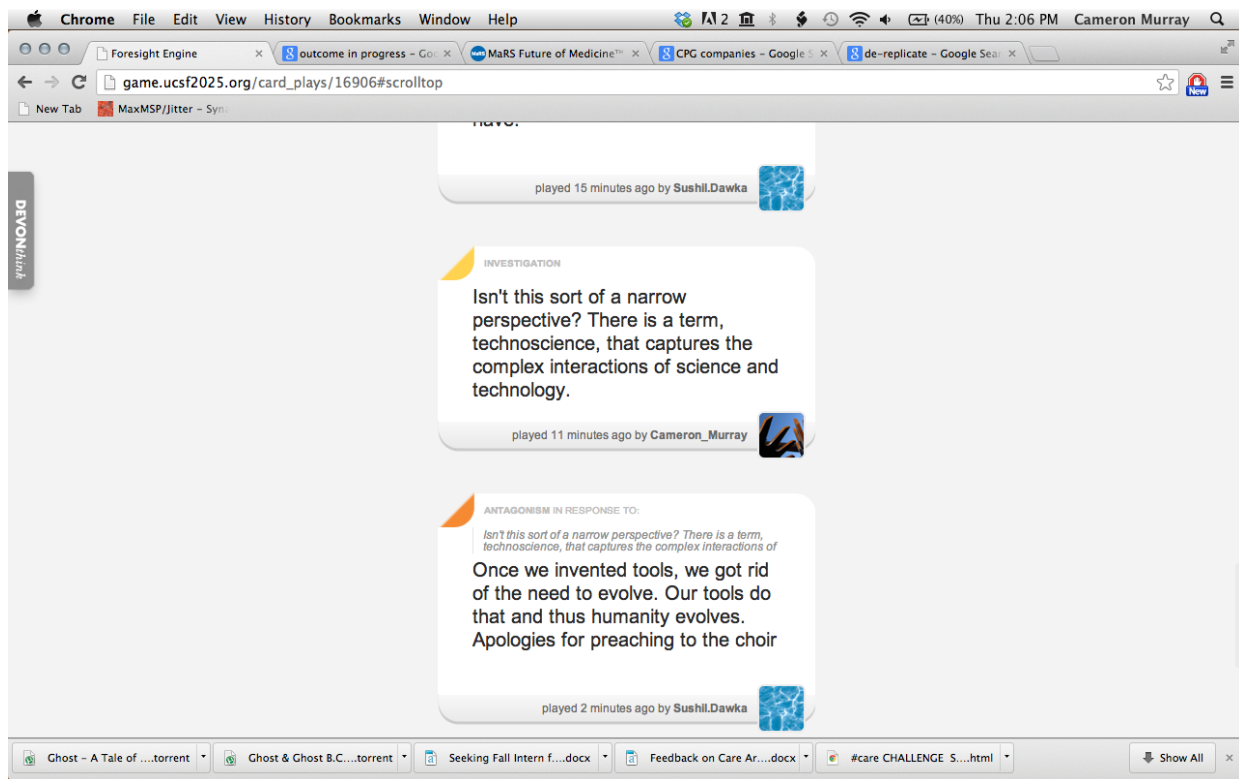 Chrome File Edit View History Bookmarks Window Help 2 (40%) Thu 2:06 PM Cameron Murray
Foresight Engine × outcome in progress – Goo × MaRS Future of Medicine™ × CPG companies – Google S × de-replicate – Google Sear ×
game.ucsf2025.org/card_plays/16906#scrolltop
New
New Tab MaxMSP/Jitter – Syn
have.
played 15 minutes ago by Sushil.Dawka
DEVONthink
INVESTIGATION
Isn't this sort of a narrow
perspective? There is a term,
technoscience, that captures the
complex interactions of science and
technology.
played 11 minutes ago by Cameron_Murray
ANTAGONISM IN RESPONSE TO:
Isn't this sort of a narrow perspective? There is a term,
technoscience, that captures the complex interactions of
Once we invented tools, we got rid
of the need to evolve. Our tools do
that and thus humanity evolves.
Apologies for preaching to the choir
played 2 minutes ago by Sushil.Dawka
Ghost – A Tale of ....torrent Ghost & Ghost B.C....torrent Seeking Fall Intern f....docx Feedback on Care Ar....docx #care CHALLENGE S....html Show All ×